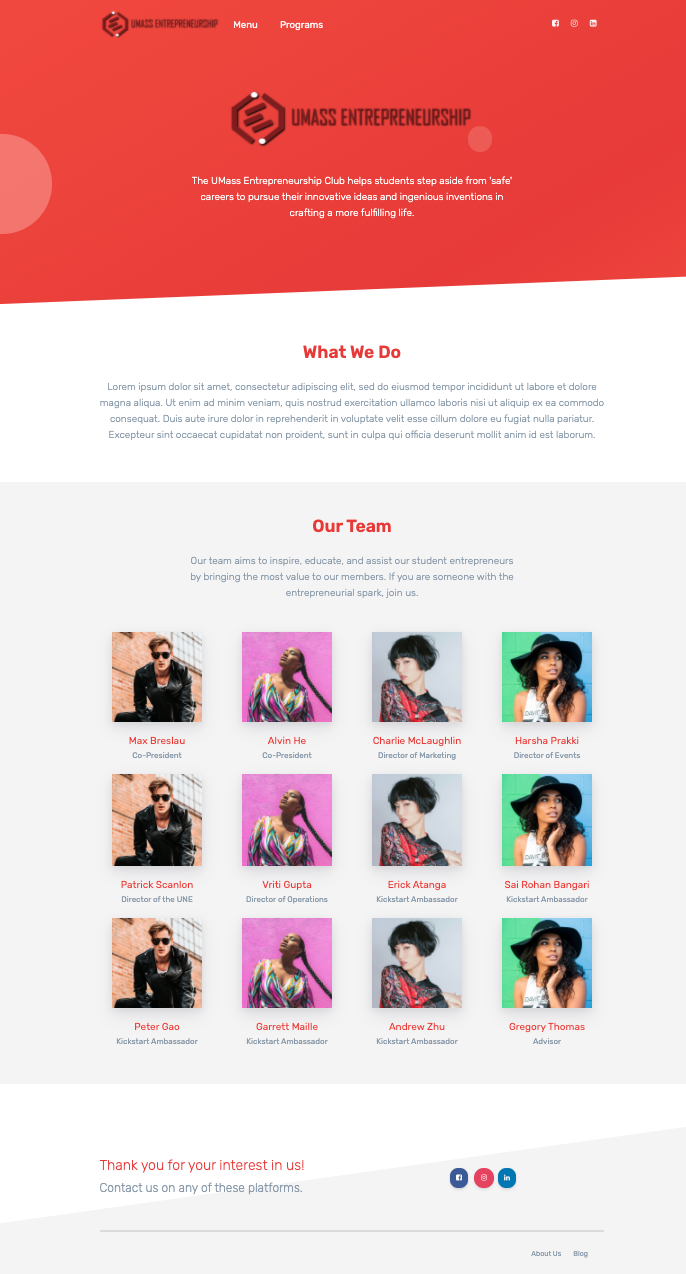 UMASS ENTREPRENEURSHIP Menu Programs
UMASS ENTREPRENEURSHIP
The UMass Entrepreneurship Club helps students step aside from 'safe'
careers to pursue their innovative ideas and ingenious inventions in
crafting a more fulfilling life.
What We Do
Lorem ipsum dolor sit amet, consectetur adipiscing elit, sed do eiusmod tempor incididunt ut labore et dolore
magna aliqua. Ut enim ad minim veniam, quis nostrud exercitation ullamco laboris nisi ut aliquip ex ea commodo
consequat. Duis aute irure dolor in reprehenderit in voluptate velit esse cillum dolore eu fugiat nulla pariatur.
Excepteur sint occaecat cupidatat non proident, sunt in culpa qui officia deserunt mollit anim id est laborum.
Our Team
Our team aims to inspire, educate, and assist our student entrepreneurs
by bringing the most value to our members. If you are someone with the
entrepreneurial spark, join us.
Max Breslau Alvin He Charlie McLaughlin Harsha Prakki
Co-President Co-President Director of Marketing Director of Events
Patrick Scanlon Vriti Gupta Erick Atanga Sai Rohan Bangari
Director of the UNE Director of Operations Kickstart Ambassador Kickstart Ambassador
Peter Gao Garrett Maille Andrew Zhu Gregory Thomas
Kickstart Ambassador Kickstart Ambassador Kickstart Ambassador Advisor
Thank you for your interest in us!
Contact us on any of these platforms.
About Us Blog